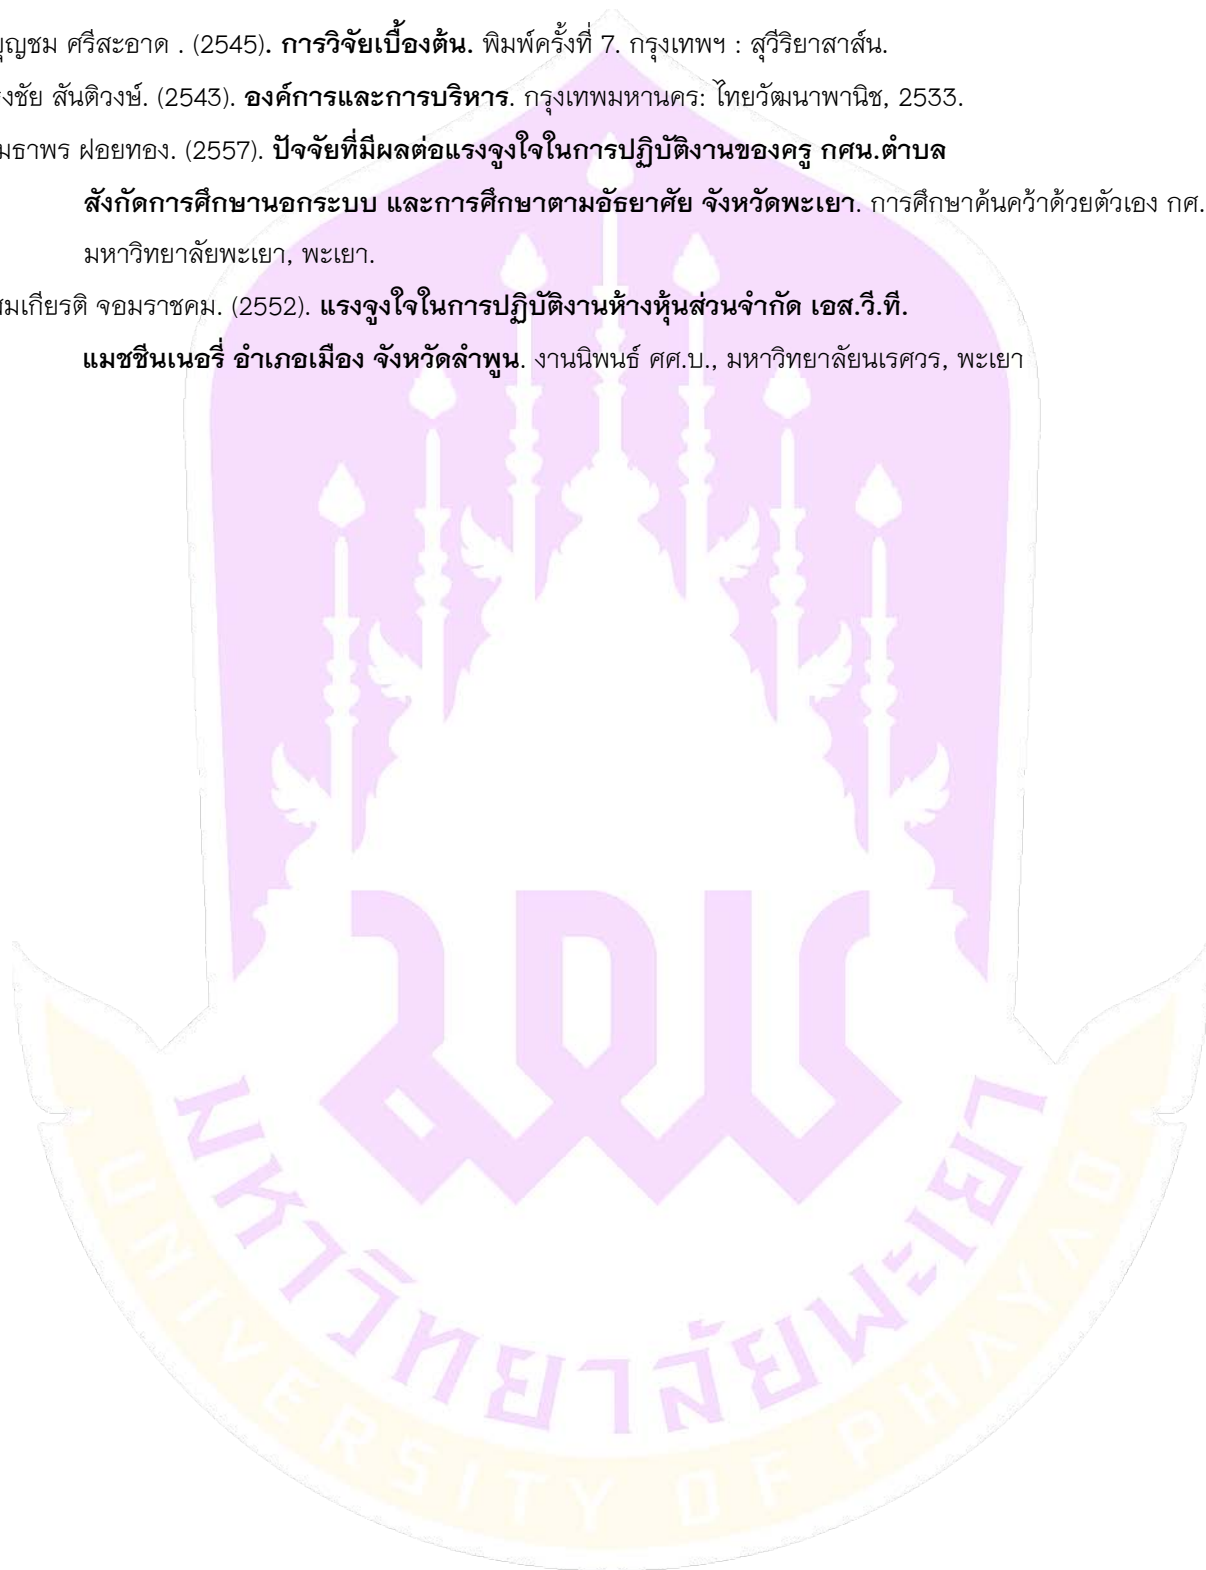 บุญชม ศรีสะอาด . (2545). การวิจัยเบื้องต้น. พิมพ์ครั้งที่ 7. กรุงเทพฯ : สุวีริยาสาส์น.
ธงชัย สันติวงษ์. (2543). องค์การและการบริหาร. กรุงเทพมหานคร: ไทยวัฒนาพานิช, 2533.
เมธาพร ฝอยทอง. (2557). ปัจจัยที่มีผลต่อแรงจูงใจในการปฏิบัติงานของครู กศน.ตำบล
สังกัดการศึกษานอกระบบ และการศึกษาตามอัธยาศัย จังหวัดพะเยา. การศึกษาค้นคว้าด้วยตัวเอง กศ.
มหาวิทยาลัยพะเยา, พะเยา.
สมเกียรติ จอมราชคม. (2552). แรงจูงใจในการปฏิบัติงานห้างหุ้นส่วนจำกัด เอส.วี.ที.
แมชชีนเนอรี่ อำเภอเมือง จังหวัดลำพูน. งานนิพนธ์ ศศ.บ., มหาวิทยาลัยนเรศวร, พะเยา
มหาวิทยาลัยพะเยา
UNIVERSITY OF PHAYAO